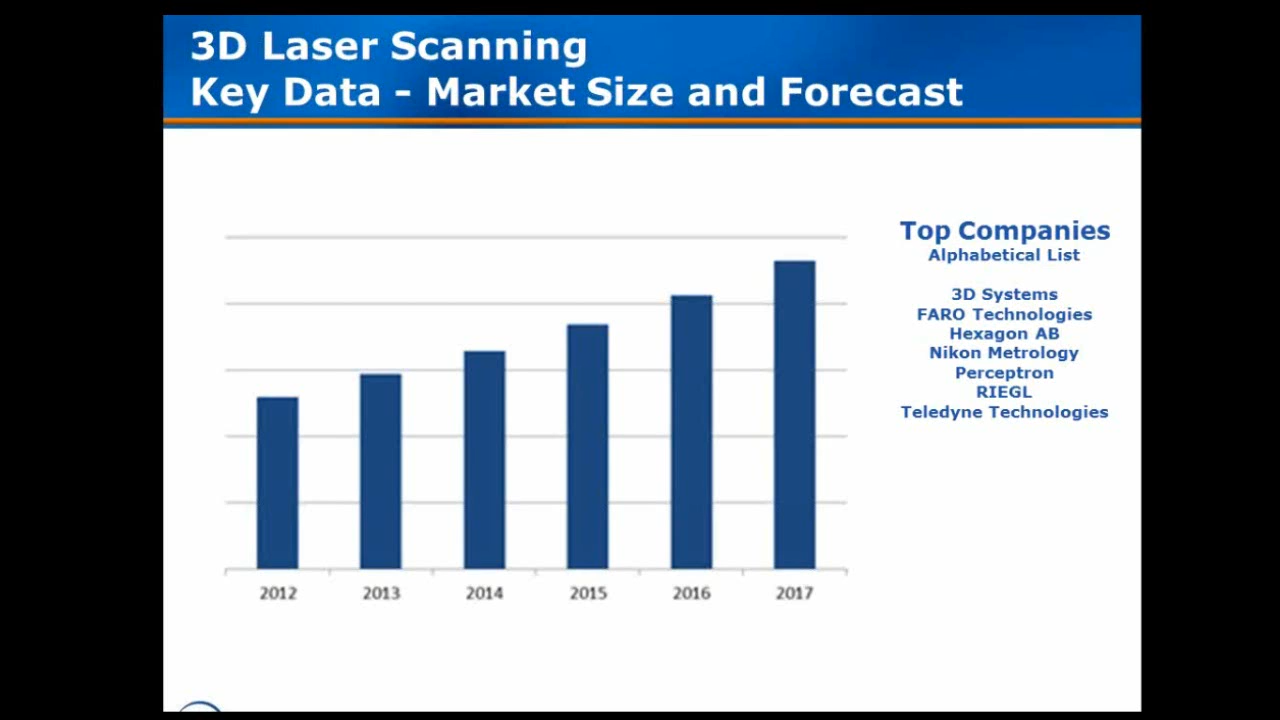 3D Laser Scanning
Key Data - Market Size and Forecast
Top Companies
Alphabetical List
3D Systems
FARO Technologies
Hexagon AB
Nikon Metrology
Perceptron
RIEGL
Teledyne Technologies
2012 2013 2014 2015 2016 2017